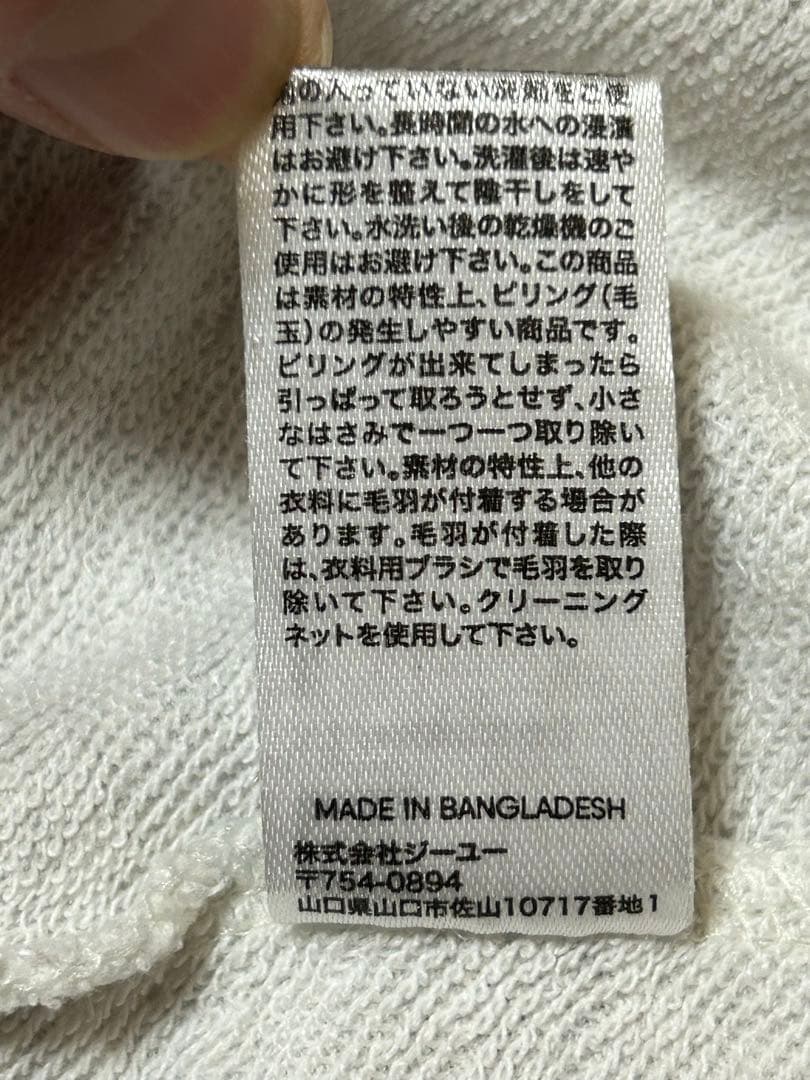 の入っていない洗剤をご使
用下さい。長時間の水への浸漬
はお避け下さい。洗濯後は速や
かに形を整えて陰干しをして
下さい。水洗い後の乾燥機のご
使用はお避け下さい。この商品
は素材の特性上、ピリング(毛
玉)の発生しやすい商品です。
ピリングが出来てしまったら
引っぱって取ろうとせず、小さ
なはさみで一つ一つ取り除い
て下さい。素材の特性上、他の
衣料に毛羽が付着する場合が
あります。毛羽が付着した際
は、衣料用ブラシで毛羽を取り
除いて下さい。クリーニング
ネットを使用して下さい。
MADE IN BANGLADESH
株式会社ジーユー
〒754-0894
山口県山口市佐山10717番地1